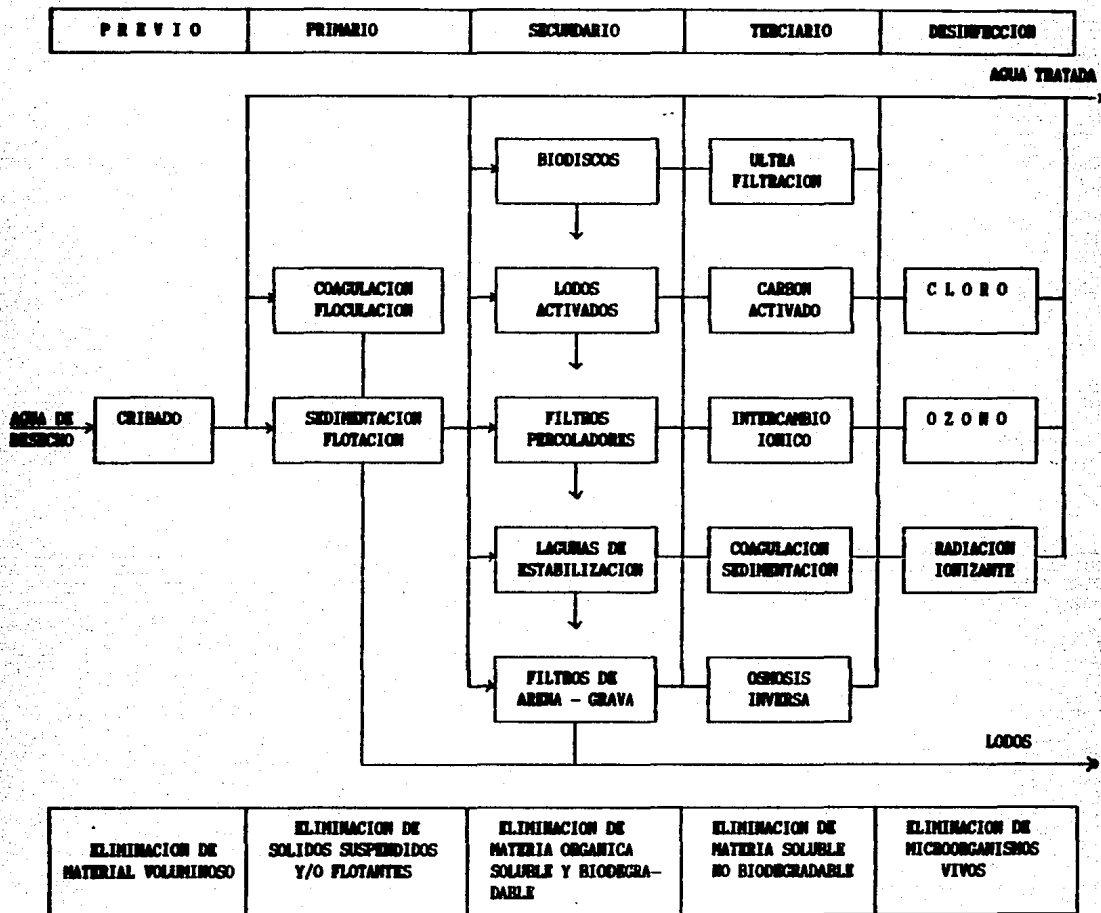 P R E V I O
PRIMARIO
SECUNDARIO
TERCIARIO
DESINFECCION
AGUA TRATADA
BIODISCOS
ULTRA
FILTRACION
COAGULACION
FLOCULACION
LODOS
ACTIVADOS
CARBON
ACTIVADO
C L O R O
AGUA DE
DESECHO
CRIBADO
SEDIMENTACION
FLOTACION
FILTROS
PERCOLADORES
INTERCAMBIO
IONICO
O Z O N O
LAGUNAS DE
ESTABILIZACION
COAGULACION
SEDIMENTACION
RADIACION
IONIZANTE
FILTROS DE
ARENA - GRAVA
OSMOSIS
INVERSA
LODOS
ELIMINACION DE
MATERIAL VOLUMINOSO
ELIMINACION DE
SOLIDOS SUSPENDIDOS
Y/O FLOTANTES
ELIMINACION DE
MATERIA ORGANICA
SOLUBLE Y BIODEGRA-
DABLE
ELIMINACION DE
MATERIA SOLUBLE
NO BIODEGRADABLE
ELIMINACION DE
MICROORGANISMOS
VIVOS